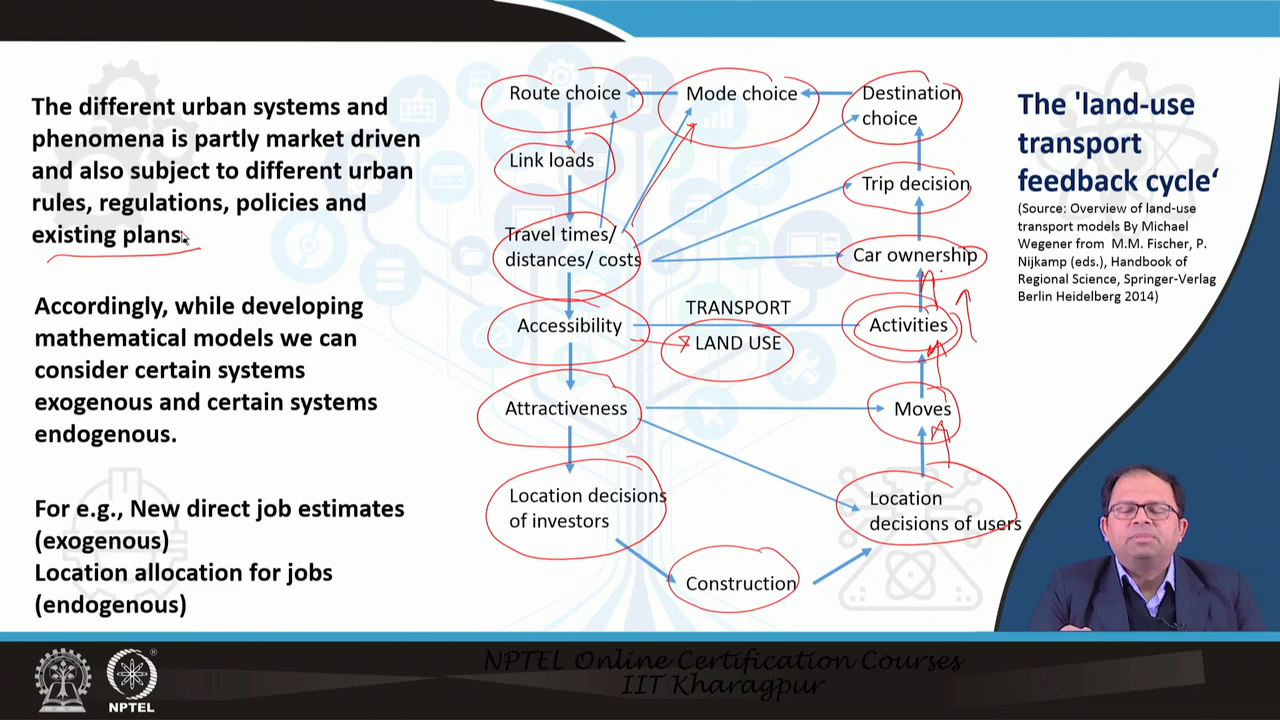 The different urban systems and
phenomena is partly market driven
and also subject to different urban
rules, regulations, policies and
existing plans.
Accordingly, while developing
mathematical models we can
consider certain systems
exogenous and certain systems
endogenous.
For e.g., New direct job estimates
(exogenous)
Location allocation for jobs
(endogenous)
Route choice
Mode choice
Destination
choice
Link loads
Trip decision
Travel times/
distances/ costs
Car ownership
TRANSPORT
Accessibility
Activities
LAND USE
Attractiveness
Moves
Location decisions
of investors
Location
decisions of users
Construction
The 'land-use
transport
feedback cycle‘
(Source: Overview of land-use
transport models By Michael
Wegener from M.M. Fischer, P.
Nijkamp (eds.), Handbook of
Regional Science, Springer-Verlag
Berlin Heidelberg 2014)
NPTEL Online Certification Courses
IIT Kharagpur
NPTEL